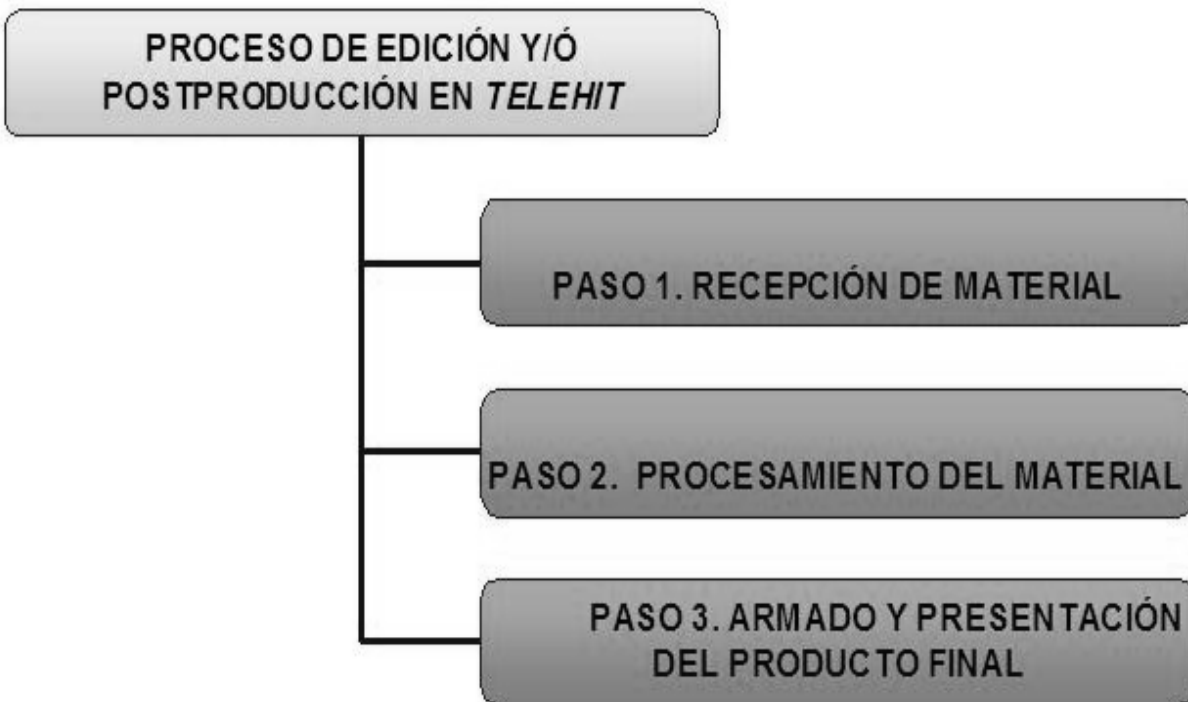 PROCESO DE EDICIÓN Y/Ó
POSTPRODUCCIÓN EN TELEHIT
PASO 1. RECEPCIÓN DE MATERIAL
PASO 2. PROCESAMIENTO DEL MATERIAL
PASO 3. ARMADO Y PRESENTACIÓN
DEL PRODUCTO FINAL